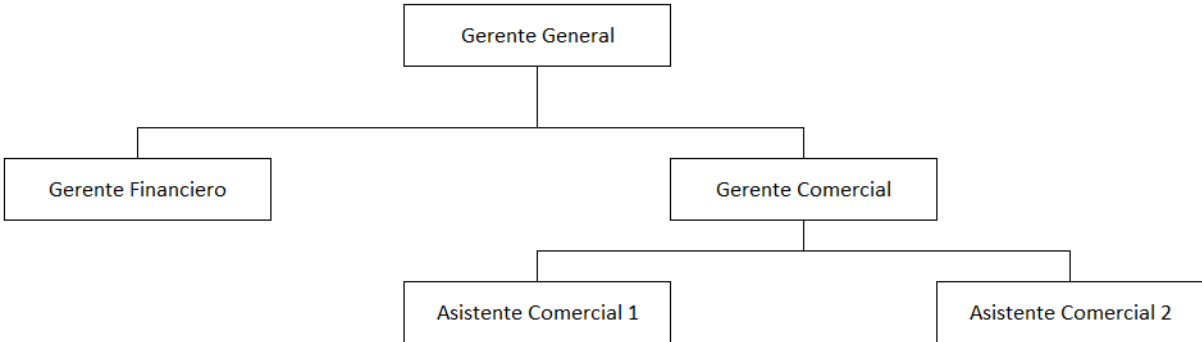 Gerente General
Gerente Financiero
Gerente Comercial
Asistente Comercial 1
Asistente Comercial 2